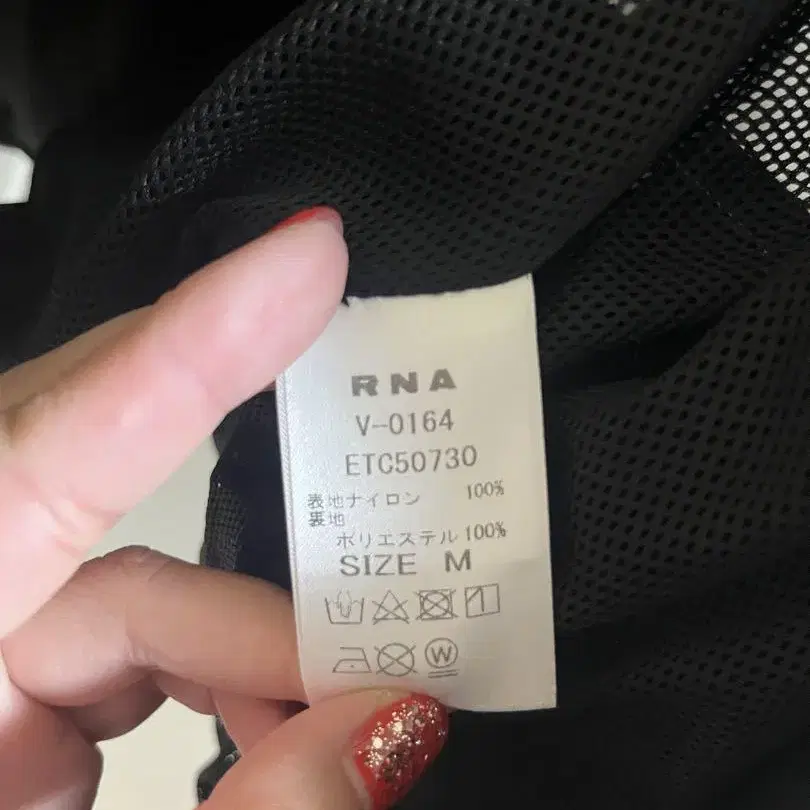 RNA
V-0164
ETC50730
表地ナイロン 100%
裏地
ポリエステル 100%
SIZE M
W